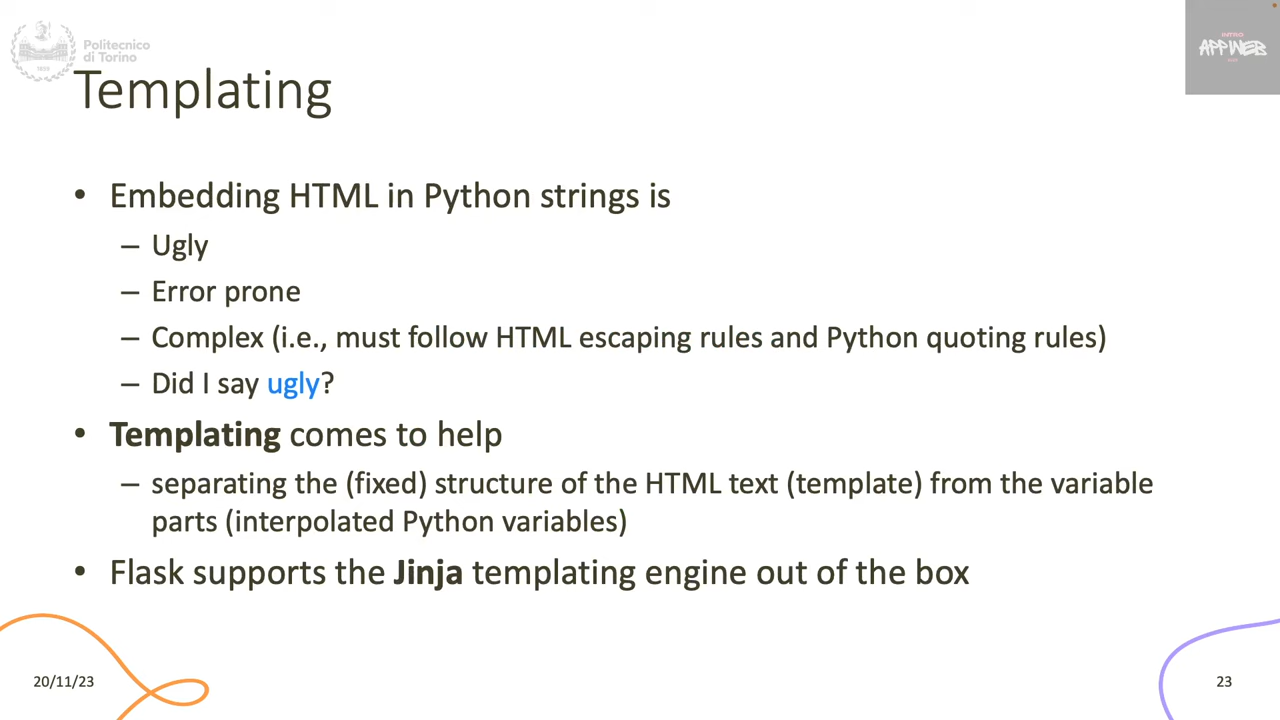 Politecnico
di Torino
1859
INTRO
APPWEB
Templating
• Embedding HTML in Python strings is
– Ugly
– Error prone
– Complex (i.e., must follow HTML escaping rules and Python quoting rules)
– Did I say ugly?
• Templating comes to help
– separating the (fixed) structure of the HTML text (template) from the variable
parts (interpolated Python variables)
• Flask supports the Jinja templating engine out of the box
20/11/23
23